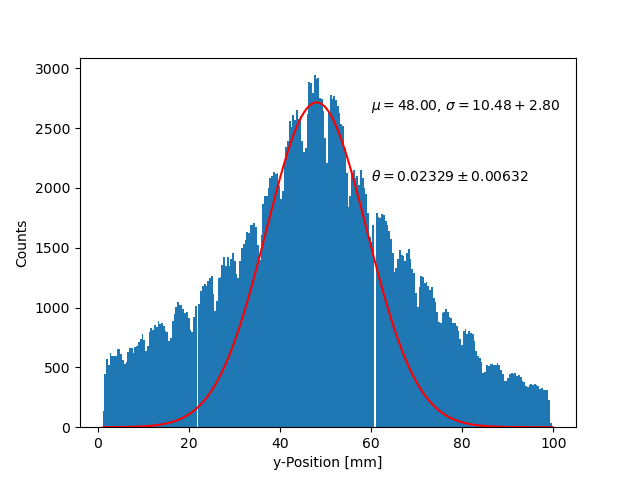 3000
2500
2000
1500
1000
500
0
Counts
μ = 48.00, σ = 10.48 + 2.80
θ = 0.02329 ± 0.00632
0 20 40 60 80 100
y-Position [mm]